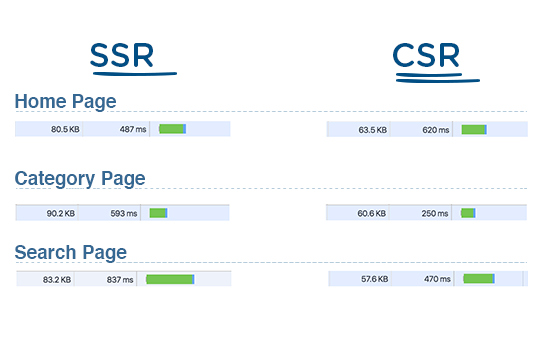 SSR CSR
Home Page
80.5 KB 487 ms 63.5 KB 620 ms
Category Page
90.2 KB 593 ms 60.6 KB 250 ms
Search Page
83.2 KB 837 ms 57.6 KB 470 ms